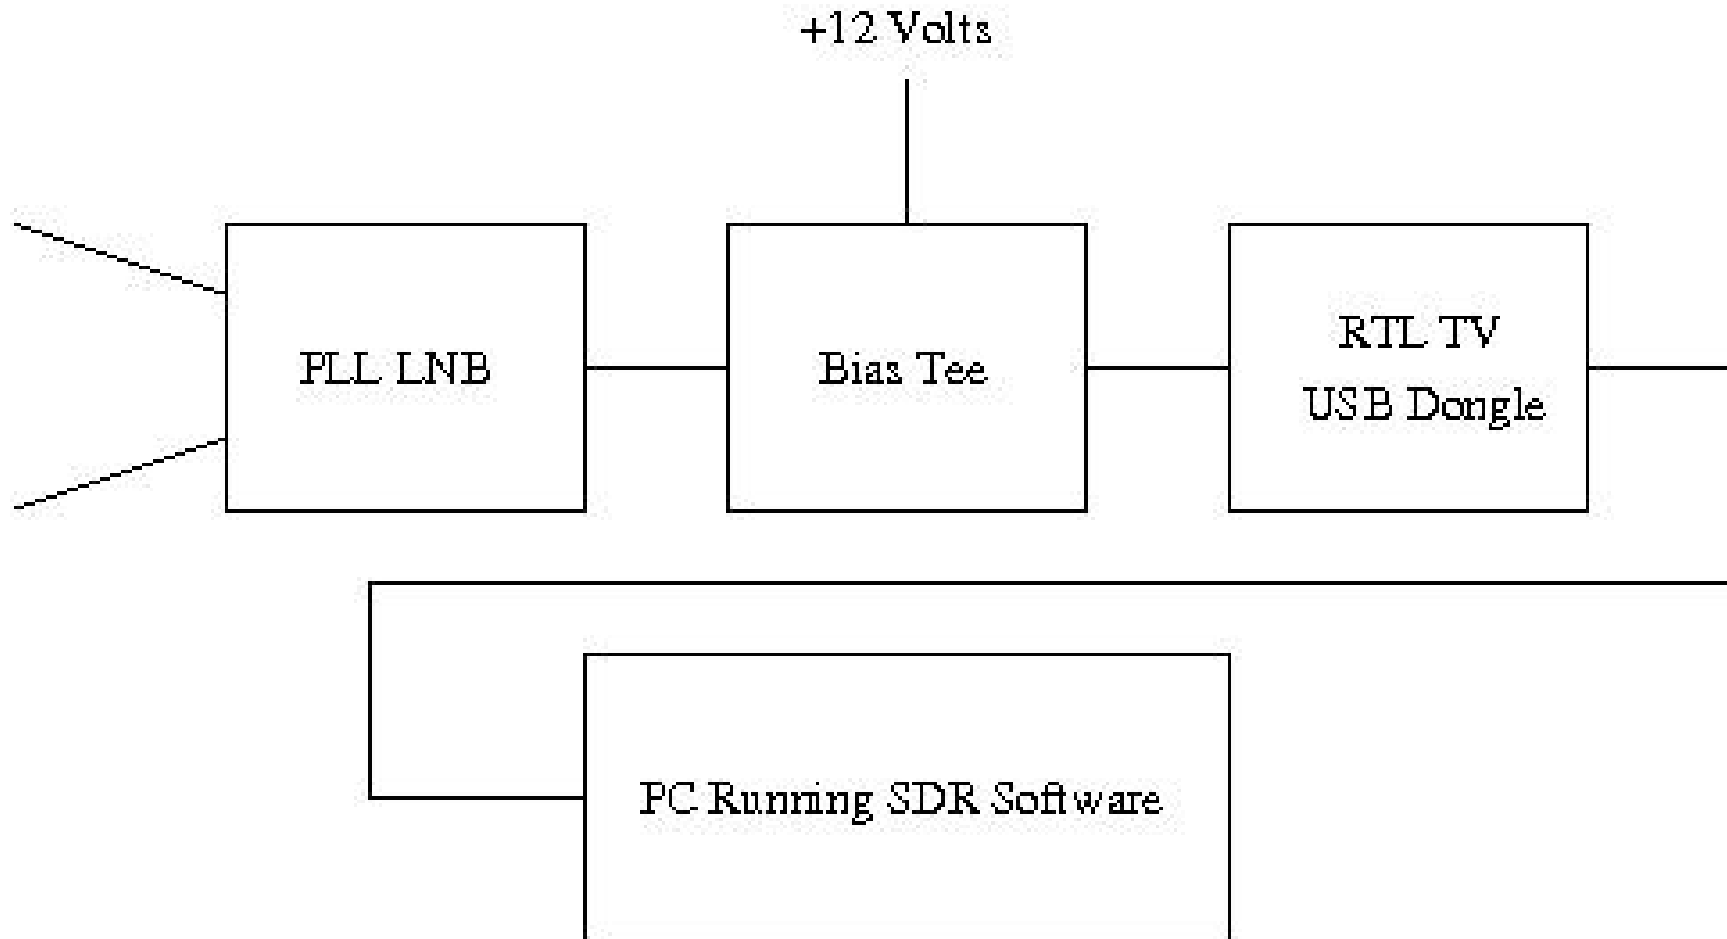 +12 Volts
PLL LNB
Bias Tee
RTL TV
USB Dongle
PC Running SDR Software